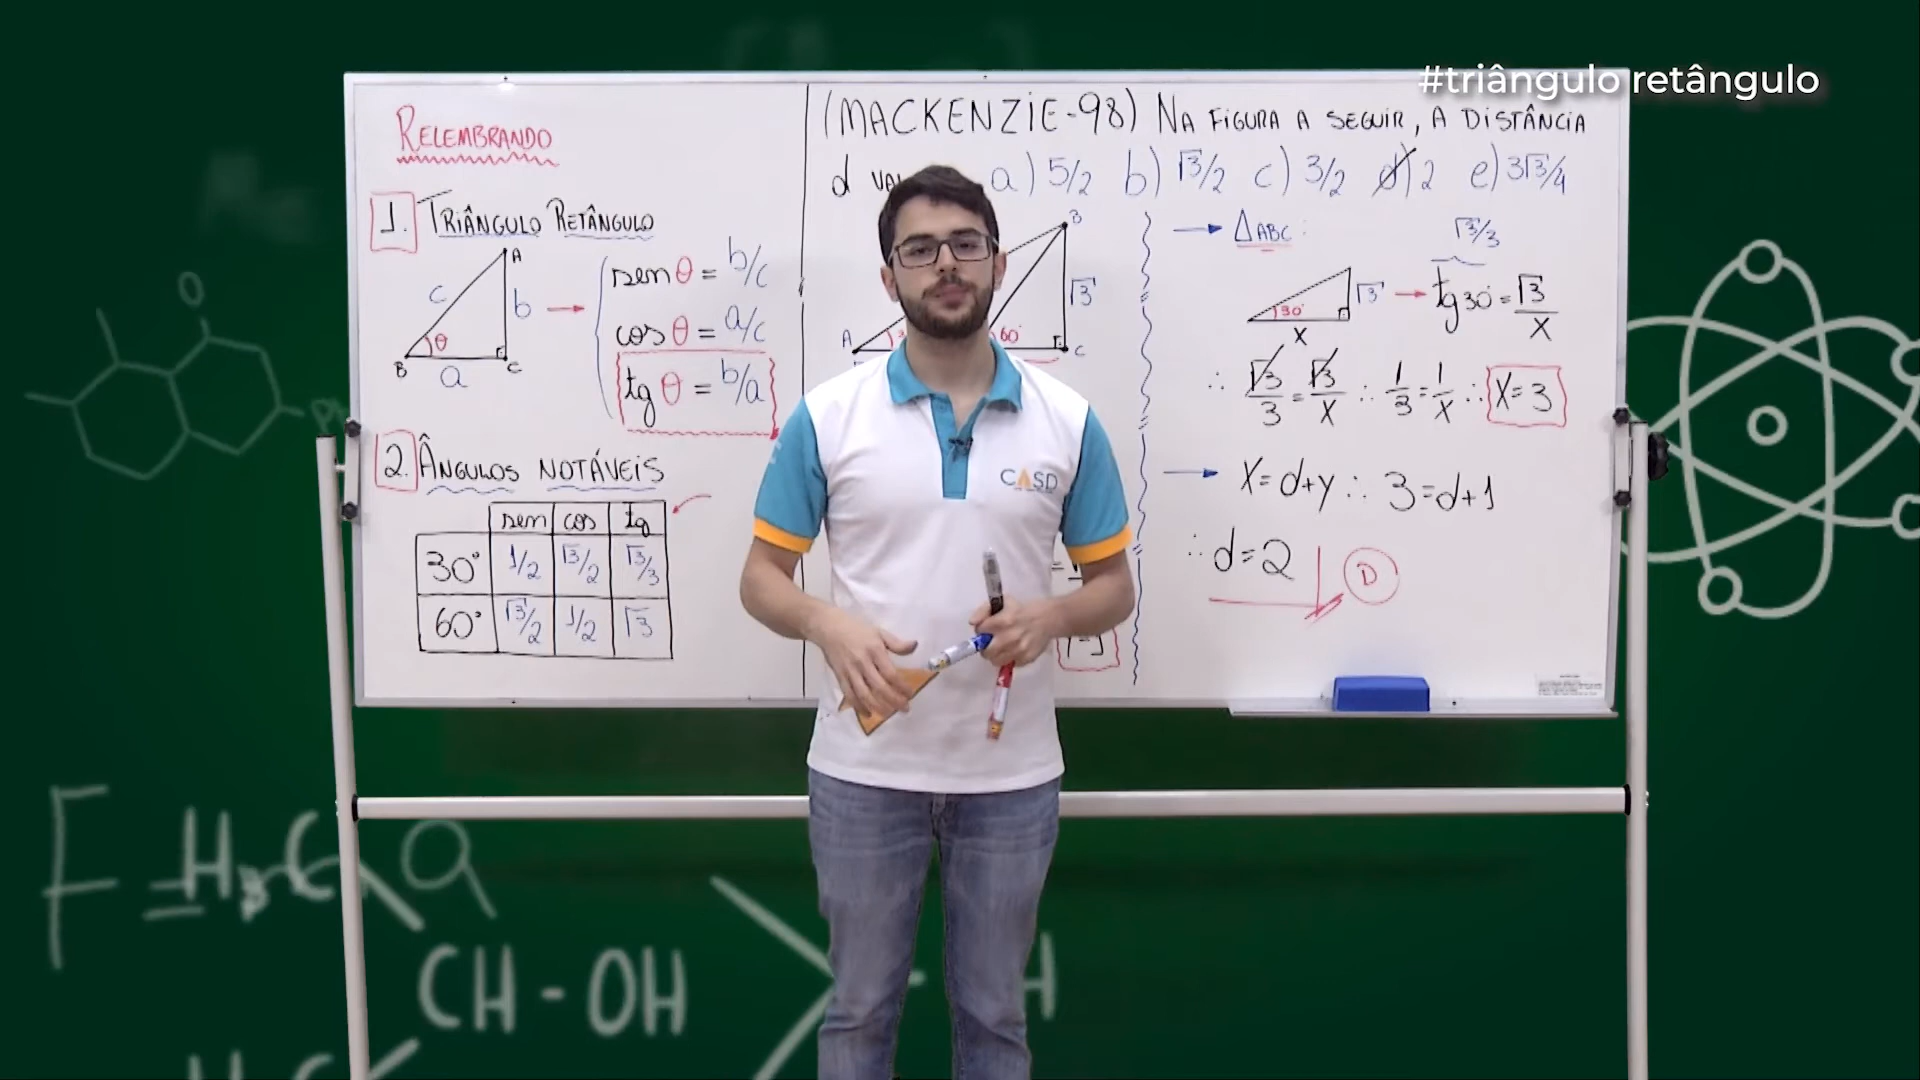 #triângulo retângulo
RELEMBRANDO
1. TRIÂNGULO RETÂNGULO
A
c
b
θ
B
a
C
sen θ = b/c
cos θ = a/c
tg θ = b/a
2. ÂNGULOS NOTÁVEIS
sen cos tg
30° 1/2 √3/2 √3/3
60° √3/2 1/2 √3
(MACKENZIE-98) NA FIGURA A SEGUIR, A DISTÂNCIA
d a) 5/2 b) √3/2 c) 3/2 d) 2 e) 3√3/4
B
√3
A
60°
C
→ ΔABC:
√3/3
30°
√3
x
→ tg30° = √3/x
∴ √3/3 = √3/x ∴ 1/3 = 1/x ∴ x=3
→ x=d+y ∴ 3=d+1
∴ d=2
D
CASD
F
H₃C
a
CH-OH
H